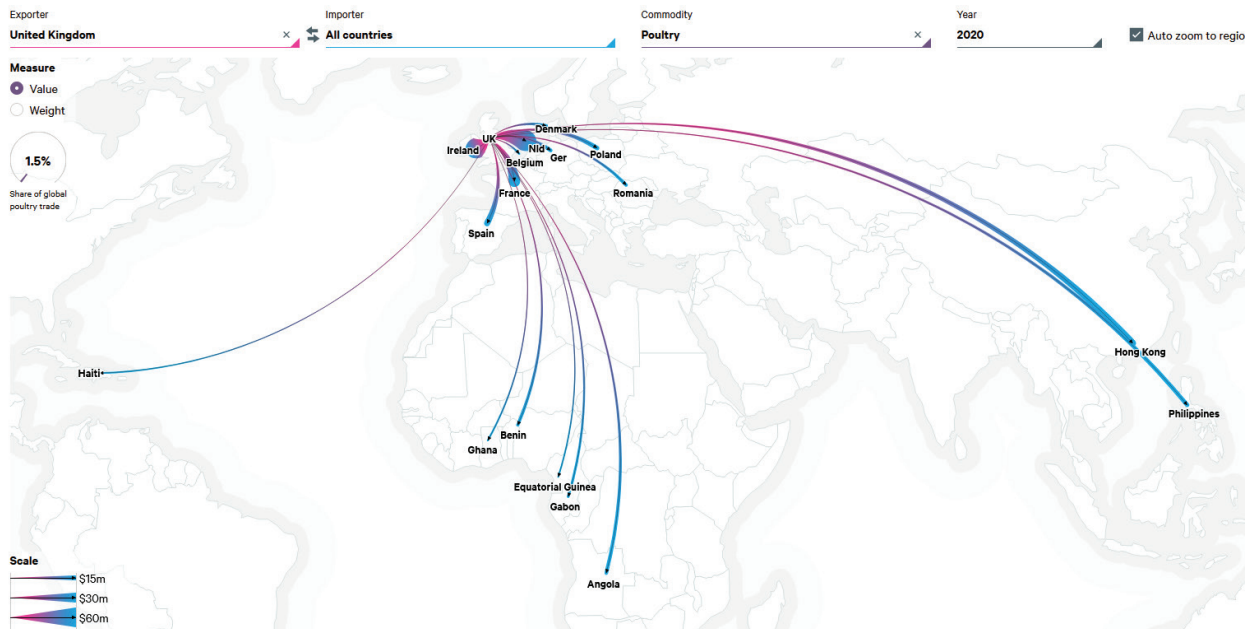 Exporter
United Kingdom ×
Importer
All countries
Commodity
Poultry ×
Year
2020
Auto zoom to regio
Measure
Value
Weight
1.5%
Share of global
poultry trade
UK
Denmark
Ireland
Nld
Ger
Poland
Belgium
France
Romania
Spain
Hong Kong
Haiti
Philippines
Benin
Ghana
Equatorial Guinea
Gabon
Angola
Scale
$15m
$30m
$60m